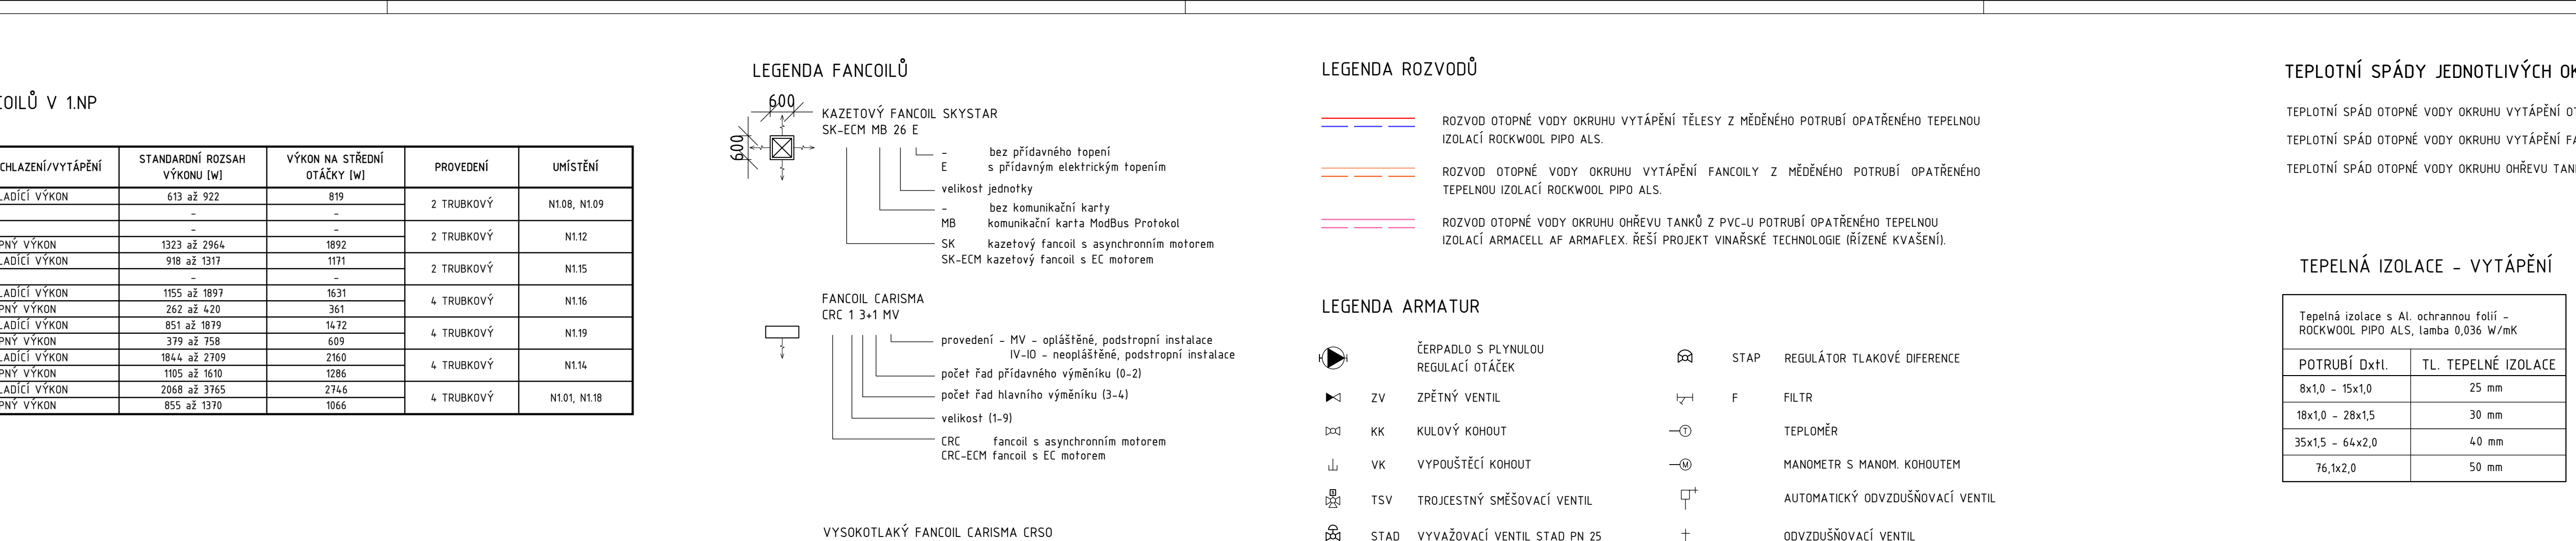 V 1.NP
CHLAZENÍ/VYTÁPĚNÍ
STANDARDNÍ ROZSAH
VÝKONU [W]
VÝKON NA STŘEDNÍ
OTÁČKY [W]
PROVEDENÍ
UMÍSTĚNÍ
VÝKON 613 až 922 819
2 TRUBKOVÝ N1.08, N1.09
- -
- -
2 TRUBKOVÝ N1.12
VÝKON 1323 až 2964 1892
VÝKON 918 až 1317 1171
2 TRUBKOVÝ N1.15
- -
VÝKON 1155 až 1897 1631
4 TRUBKOVÝ N1.16
VÝKON 262 až 420 361
VÝKON 851 až 1879 1472
4 TRUBKOVÝ N1.19
VÝKON 379 až 758 609
VÝKON 1844 až 2709 2160
4 TRUBKOVÝ N1.14
VÝKON 1105 až 1610 1286
VÝKON 2068 až 3765 2746
4 TRUBKOVÝ N1.01, N1.18
VÝKON 855 až 1370 1066
LEGENDA FANCOILŮ
600
600
KAZETOVÝ FANCOIL SKYSTAR
SK-ECM MB 26 E
- bez přídavného topení
E s přídavným elektrickým topením
velikost jednotky
- bez komunikační karty
MB komunikační karta ModBus Protokol
SK kazetový fancoil s asynchronním motorem
SK-ECM kazetový fancoil s EC motorem
FANCOIL CARISMA
CRC 1 3+1 MV
provedení - MV - opláštěné, podstropní instalace
IV-IO - neopláštěné, podstropní instalace
počet řad přídavného výměníku (0-2)
počet řad hlavního výměníku (3-4)
velikost (1-9)
CRC fancoil s asynchronním motorem
CRC-ECM fancoil s EC motorem
VYSOKOTLAKÝ FANCOIL CARISMA CRSO
LEGENDA ROZVODŮ
ROZVOD OTOPNÉ VODY OKRUHU VYTÁPĚNÍ TĚLESY Z MĚDĚNÉHO POTRUBÍ OPATŘENÉHO TEPELNOU
IZOLACÍ ROCKWOOL PIPO ALS.
ROZVOD OTOPNÉ VODY OKRUHU VYTÁPĚNÍ FANCOILY Z MĚDĚNÉHO POTRUBÍ OPATŘENÉHO
TEPELNOU IZOLACÍ ROCKWOOL PIPO ALS.
ROZVOD OTOPNÉ VODY OKRUHU OHŘEVU TANKŮ Z PVC-U POTRUBÍ OPATŘENÉHO TEPELNOU
IZOLACÍ ARMACELL AF ARMAFLEX. ŘEŠÍ PROJEKT VINAŘSKÉ TECHNOLOGIE (ŘÍZENÉ KVAŠENÍ).
LEGENDA ARMATUR
ČERPADLO S PLYNULOU
REGULACÍ OTÁČEK
ZV ZPĚTNÝ VENTIL
KK KULOVÝ KOHOUT
VK VYPOUŠTĚCÍ KOHOUT
TSV TROJCESTNÝ SMĚŠOVACÍ VENTIL
STAD VYVAŽOVACÍ VENTIL STAD PN 25
STAP REGULÁTOR TLAKOVÉ DIFERENCE
F FILTR
T TEPLOMĚR
M MANOMETR S MANOM. KOHOUTEM
AUTOMATICKÝ ODVZDUŠŇOVACÍ VENTIL
ODVZDUŠŇOVACÍ VENTIL
TEPLOTNÍ SPÁDY JEDNOTLIVÝCH
TEPLOTNÍ SPÁD OTOPNÉ VODY OKRUHU VYTÁPĚNÍ
TEPLOTNÍ SPÁD OTOPNÉ VODY OKRUHU VYTÁPĚNÍ
TEPLOTNÍ SPÁD OTOPNÉ VODY OKRUHU OHŘEVU
TEPELNÁ IZOLACE - VYTÁPĚNÍ
Tepelná izolace s Al. ochrannou folií -
ROCKWOOL PIPO ALS, lamba 0,036 W/mK
POTRUBÍ Dxtl. TL. TEPELNÉ IZOLACE
8x1,0 - 15x1,0 25 mm
18x1,0 - 28x1,5 30 mm
35x1,5 - 64x2,0 40 mm
76,1x2,0 50 mm